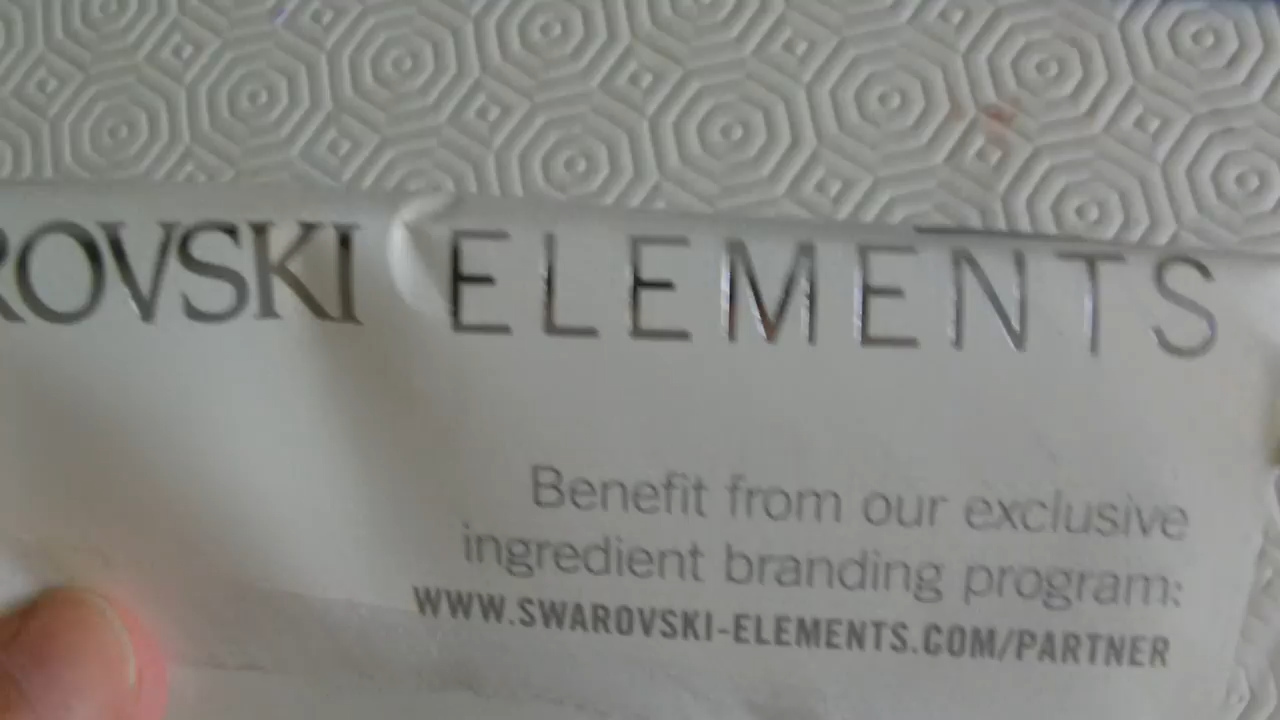 ROVSKI ELEMENTS
Benefit from our exclusive
ingredient branding program:
WWW.SWAROVSKI-ELEMENTS.COM/PARTNER